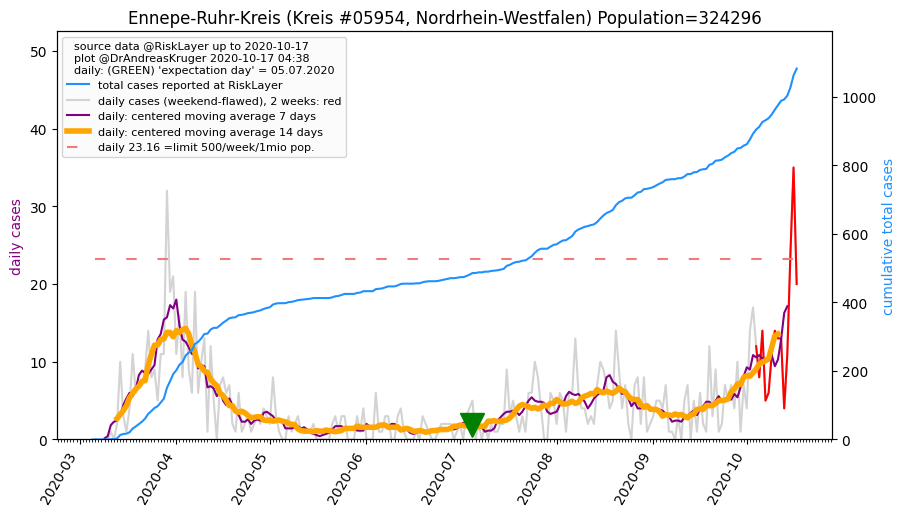 Ennepe-Ruhr-Kreis (Kreis #05954, Nordrhein-Westfalen) Population=324296
source data @RiskLayer up to 2020-10-17
plot @DrAndreasKruger 2020-10-17 04:38
daily: (GREEN) 'expectation day' = 05.07.2020
total cases reported at RiskLayer
daily cases (weekend-flawed), 2 weeks: red
daily: centered moving average 7 days
daily: centered moving average 14 days
daily 23.16 =limit 500/week/1mio pop.
daily cases
50
40
30
20
10
0
cumulative total cases
1000
800
600
400
200
0
2020-03
2020-04
2020-05
2020-06
2020-07
2020-08
2020-09
2020-10